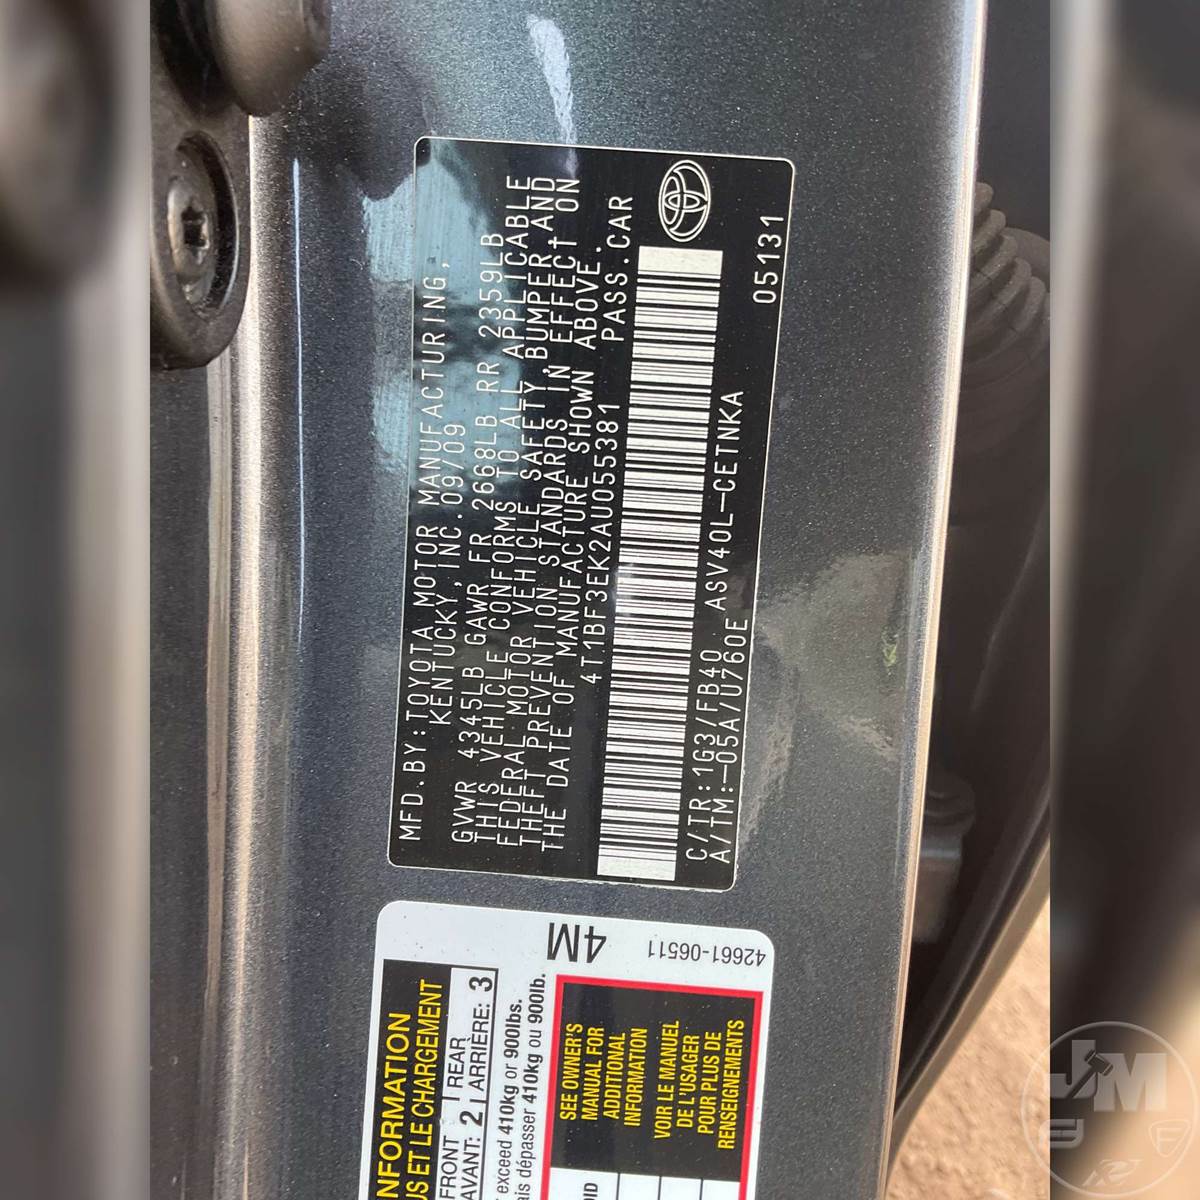 MFD.BY:TOYOTA MOTOR MANUFACTURING,
KENTUCKY,INC.09/09
GVWR 4345LB GAWR FR 2668LB RR 2359LB
THIS VEHICLE CONFORMS TO ALL APPLICABLE
FEDERAL MOTOR VEHICLE SAFETY,BUMPER,AND
THEFT PREVENTION STANDARDS IN EFFECT ON
THE DATE OF MANUFACTURE SHOWN ABOVE.
4T1BF3EK2AU055381 PASS.CAR
C/TR:1G3/FB40 ASV40L-CETNKA
A/TM:-05A/U760E 05131
4M
42661-06511
INFORMATION
ET LE CHARGEMENT
FRONT 2 REAR 3
AVANT: ARRIÈRE:
exceed 410kg or 900lbs.
dépasser 410kg ou 900lb.
SEE OWNER'S
MANUAL FOR
ADDITIONAL
INFORMATION
VOIR LE MANUEL
DE L'USAGER
POUR PLUS DE
RENSEIGNEMENTS
JM